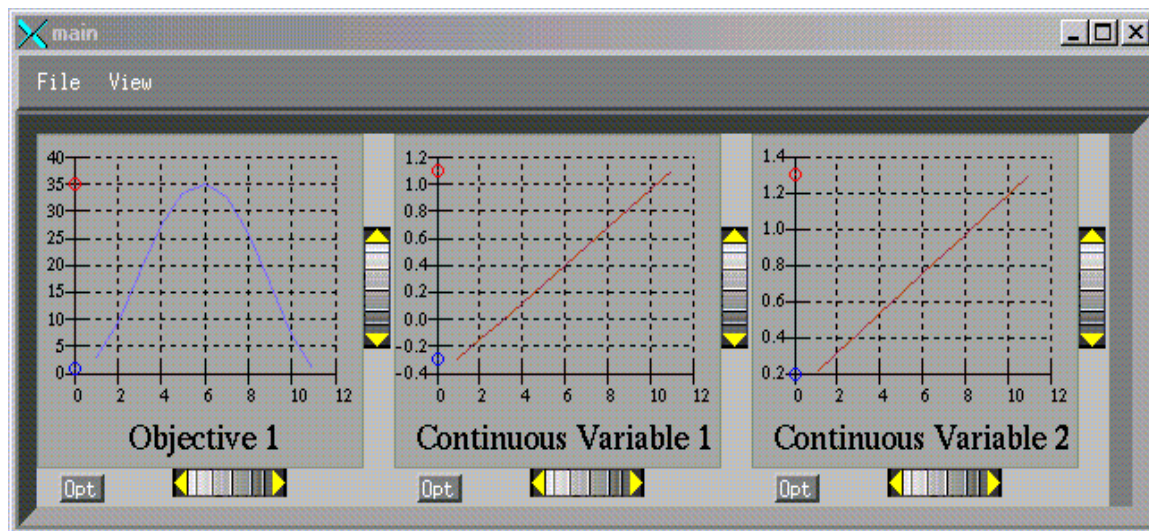 main
File View
40
35
30
25
20
15
10
5
0
0 2 4 6 8 10 12
Objective 1
Opt
1.2
1.0
0.8
0.6
0.4
0.2
0.0
-0.2
-0.4
0 2 4 6 8 10 12
Continuous Variable 1
Opt
1.4
1.2
1.0
0.8
0.6
0.4
0.2
0 2 4 6 8 10 12
Continuous Variable 2
Opt